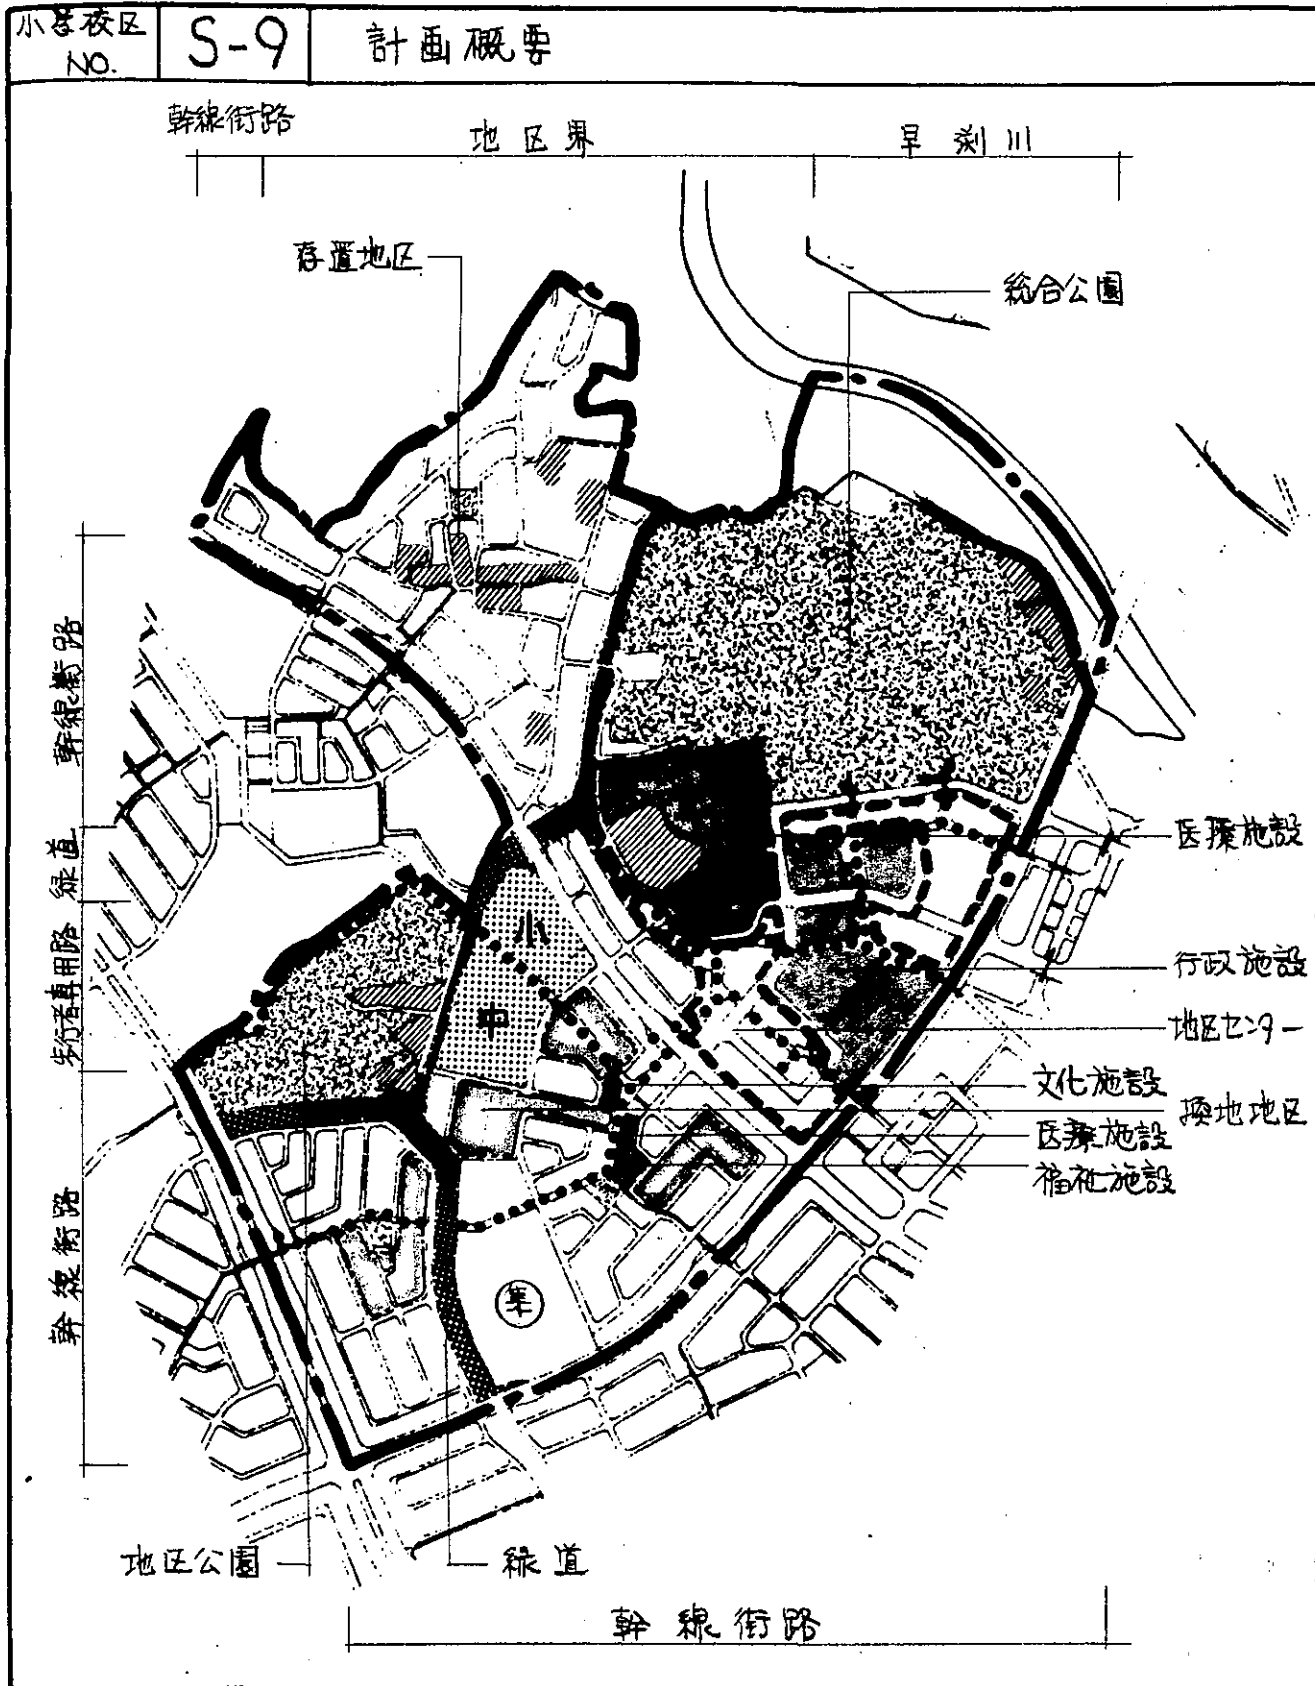 小学校区
NO.
S-9
計画概要
幹線街路
地区界
早渕川
存置地区
総合公園
幹線街路
緑道
歩行者専用路
幹線街路
医療施設
行政施設
地区センター
文化施設
換地地区
医療施設
福祉施設
小
中
集
地区公園
緑道
幹線街路